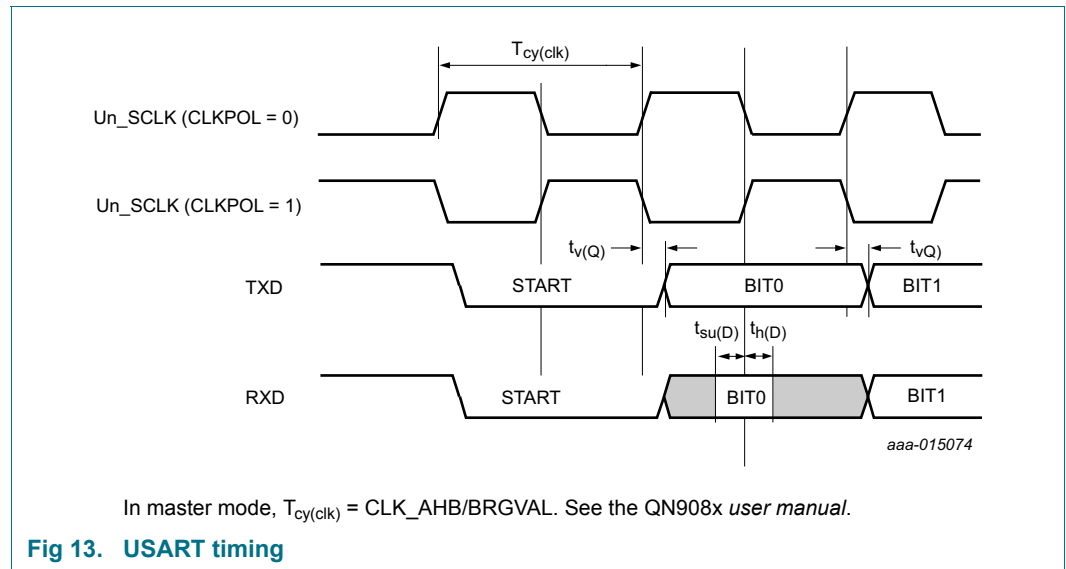 Tcy(clk)
Un_SCLK (CLKPOL = 0)
Un_SCLK (CLKPOL = 1)
tv(Q)
tvQ)
TXD
START
BIT0
BIT1
tsu(D)
th(D)
RXD
START
BIT0
BIT1
aaa-015074
In master mode, Tcy(clk) = CLK_AHB/BRGVAL. See the QN908x user manual.
Fig 13. USART timing